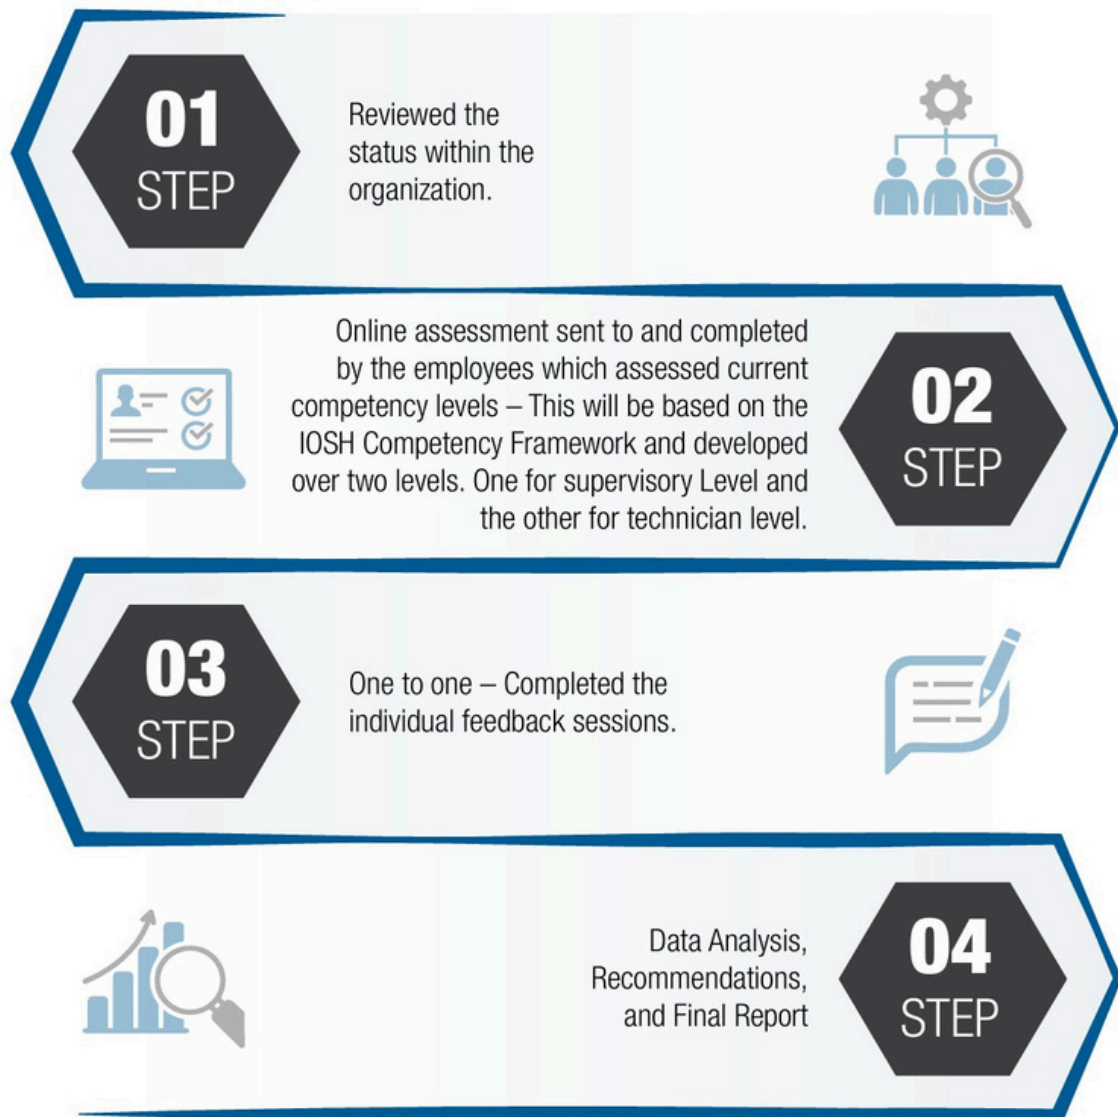 01
STEP
Reviewed the
status within the
organization.
Online assessment sent to and completed
by the employees which assessed current
competency levels – This will be based on the
IOSH Competency Framework and developed
over two levels. One for supervisory Level and
the other for technician level.
02
STEP
03
STEP
One to one – Completed the
individual feedback sessions.
Data Analysis,
Recommendations,
and Final Report
04
STEP